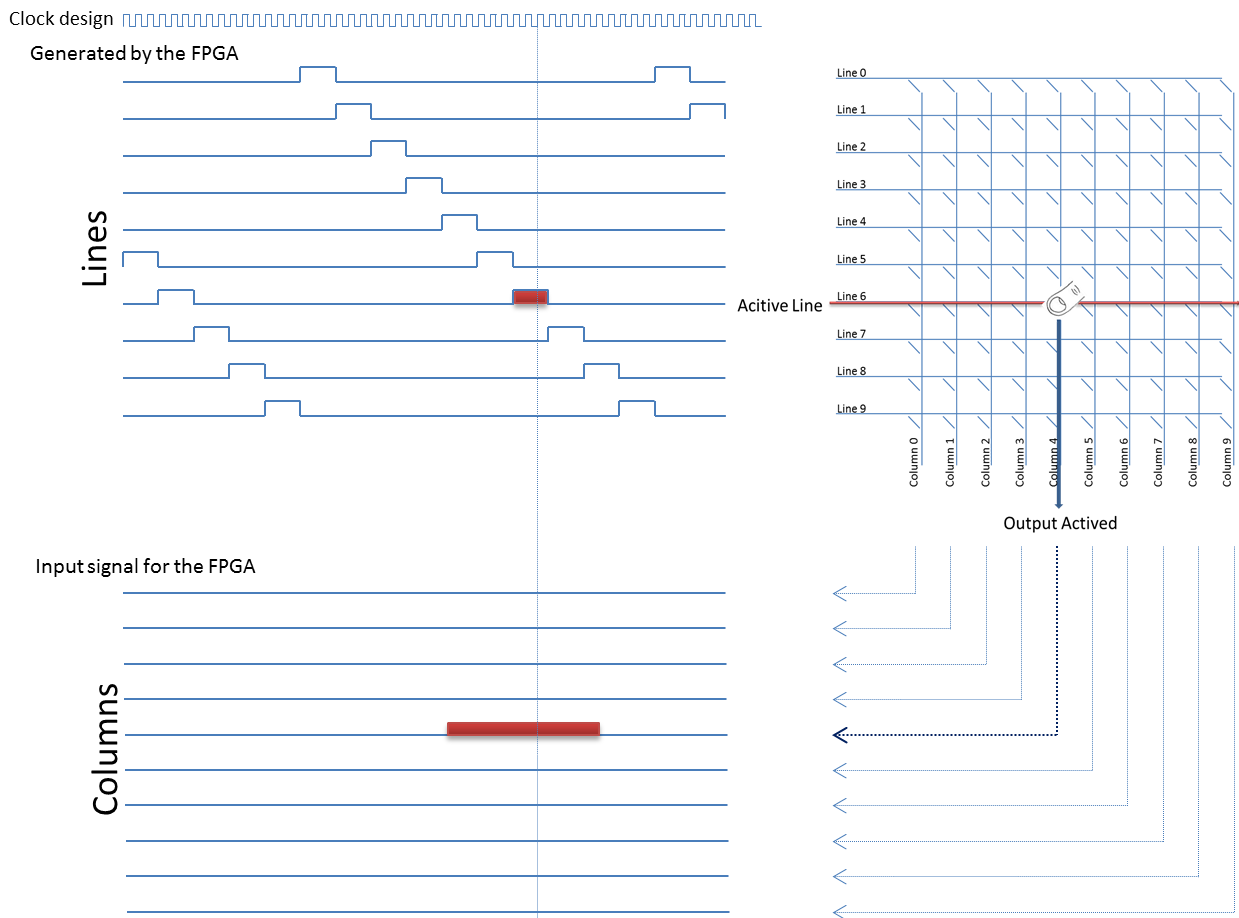 Clock design
Generated by the FPGA
Lines
Line 0
Line 1
Line 2
Line 3
Line 4
Line 5
Acitive Line
Line 6
Line 7
Line 8
Line 9
Column 0
Column 1
Column 2
Column 3
Column 4
Column 5
Column 6
Column 7
Column 8
Column 9
Output Actived
Input signal for the FPGA
Columns